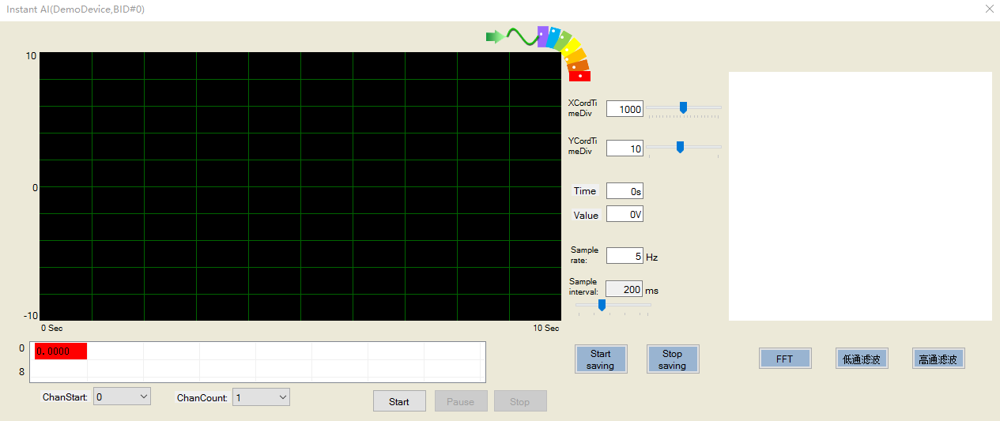 Instant AI(DemoDevice,BID#0)
10
0
-10
0 Sec
10 Sec
XCordTi
meDiv
1000
YCordTi
meDiv
10
Time
0s
Value
0V
Sample
rate:
5
Hz
Sample
interval:
200
ms
0
0.0000
8
Start
saving
Stop
saving
FFT
低通滤波
高通滤波
ChanStart:
0
ChanCount:
1
Start
Pause
Stop